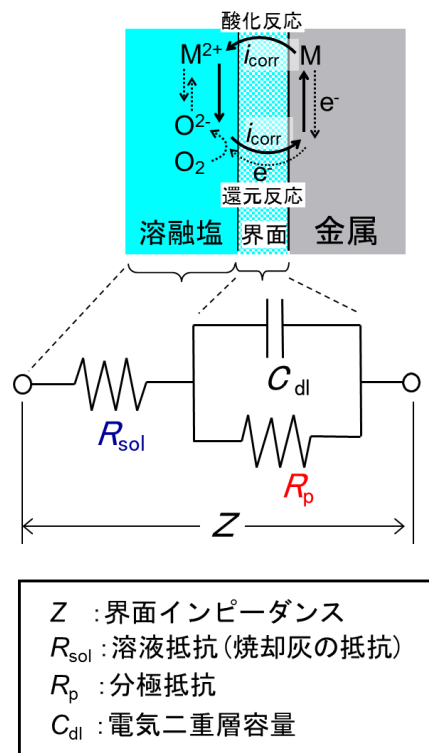 酸化反応
M2+
icorr
M
e-
O2-
icorr
O2
e-
還元反応
溶融塩
界面
金属
Cdl
Rsol
Rp
Z
Z :界面インピーダンス
Rsol:溶液抵抗(焼却灰の抵抗)
Rp :分極抵抗
Cdl :電気二重層容量